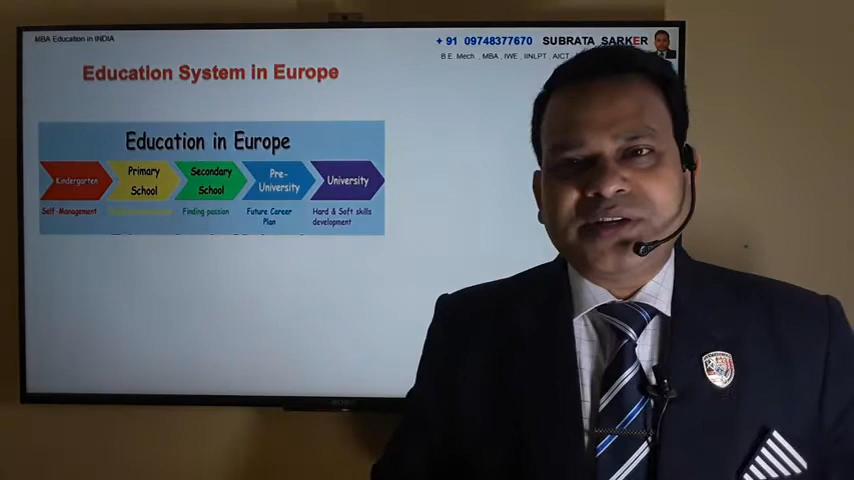 MBA Education in INDIA
+ 91 09748377670 SUBRATA SARKER
B.E. Mech , MBA , IWE , IINLPT , AICT
Education System in Europe
Education in Europe
Kindergarten
Primary School
Secondary School
Pre-University
University
Self-Management
Finding-passion
Future Career Plan
Hard & Soft skills development